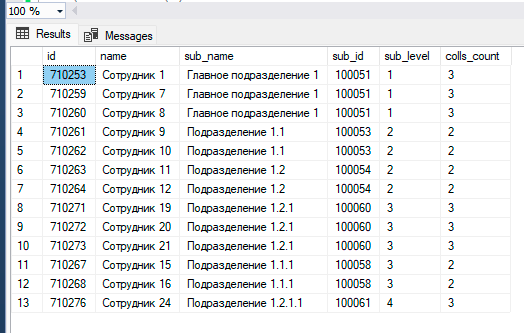 100 %
Results Messages
id name sub_name sub_id sub_level colls_count
1 710253 Сотрудник 1 Главное подразделение 1 100051 1 3
2 710259 Сотрудник 7 Главное подразделение 1 100051 1 3
3 710260 Сотрудник 8 Главное подразделение 1 100051 1 3
4 710261 Сотрудник 9 Подразделение 1.1 100053 2 2
5 710262 Сотрудник 10 Подразделение 1.1 100053 2 2
6 710263 Сотрудник 11 Подразделение 1.2 100054 2 2
7 710264 Сотрудник 12 Подразделение 1.2 100054 2 2
8 710271 Сотрудник 19 Подразделение 1.2.1 100060 3 3
9 710272 Сотрудник 20 Подразделение 1.2.1 100060 3 3
10 710273 Сотрудник 21 Подразделение 1.2.1 100060 3 3
11 710267 Сотрудник 15 Подразделение 1.1.1 100058 3 2
12 710268 Сотрудник 16 Подразделение 1.1.1 100058 3 2
13 710276 Сотрудник 24 Подразделение 1.2.1.1 100061 4 3